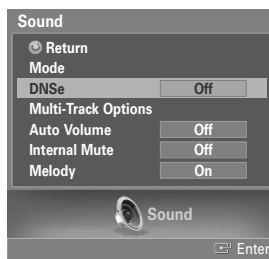 Sound
Return
Mode
DNSe Off
Multi-Track Options
Auto Volume Off
Internal Mute Off
Melody On
Sound
Enter